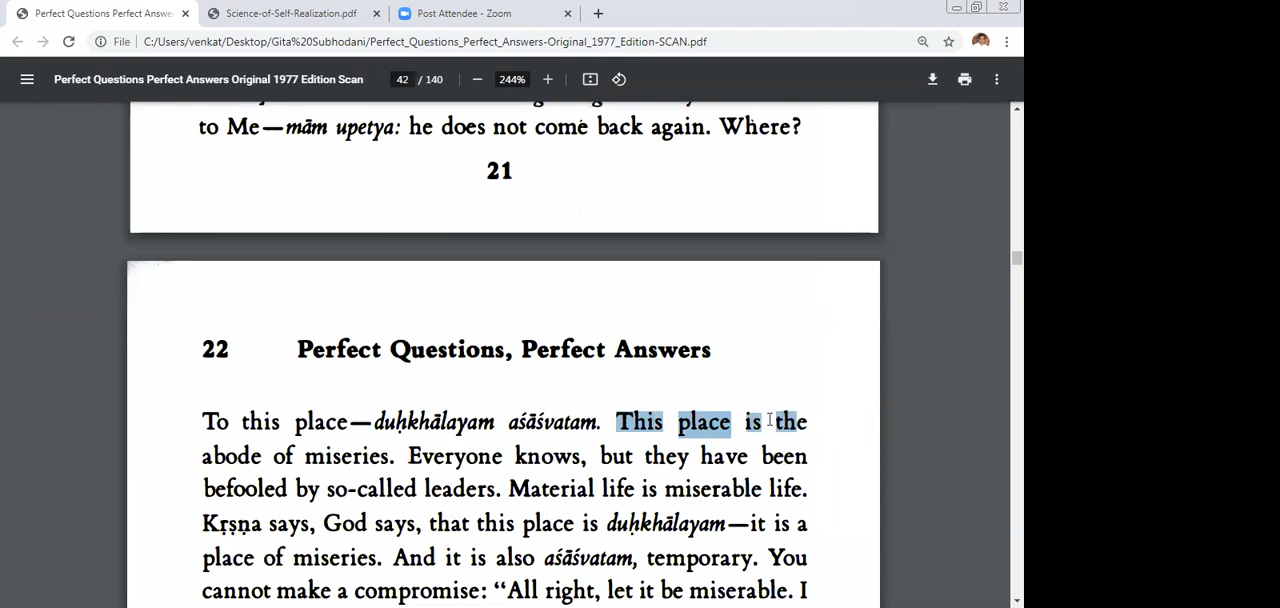 Perfect Questions Perfect Answe
Science-of-Self-Realization.pdf
Post Attendee - Zoom
File
C:/Users/venkat/Desktop/Gita%20Subhodani/Perfect_Questions_Perfect_Answers-Original_1977_Edition-SCAN.pdf
Perfect Questions Perfect Answers Original 1977 Edition Scan
42 / 140
244%
to Me—mām upetya: he does not come back again. Where?
21
22 Perfect Questions, Perfect Answers
To this place—duḥkhālayam aśāśvatam. This place is the
abode of miseries. Everyone knows, but they have been
befooled by so-called leaders. Material life is miserable life.
Kṛṣṇa says, God says, that this place is duḥkhālayam—it is a
place of miseries. And it is also aśāśvatam, temporary. You
cannot make a compromise: “All right, let it be miserable. I